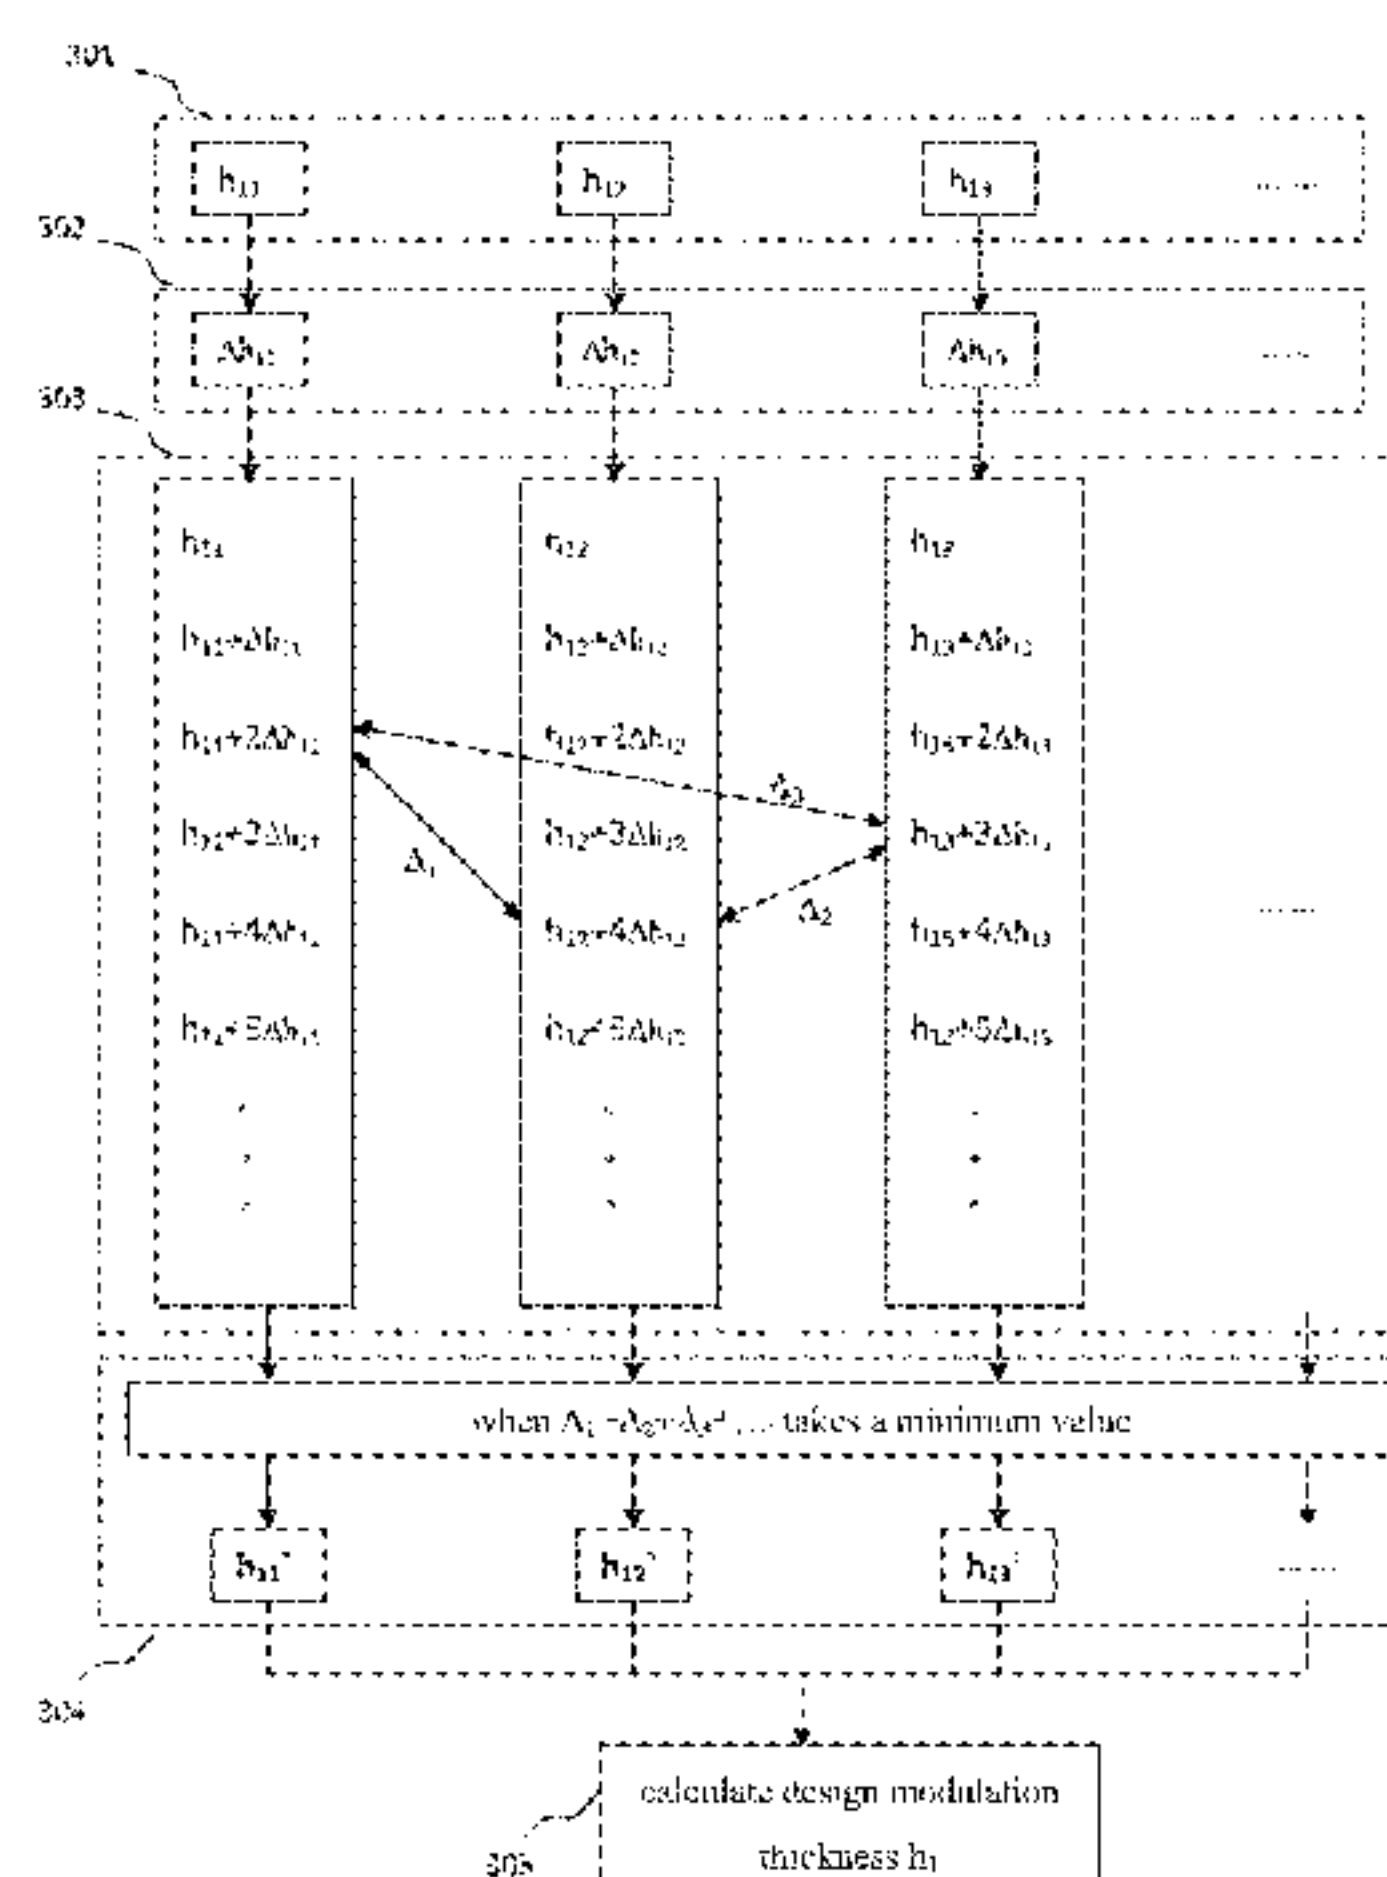 301
h₁₁ h₁₂ h₁₃ ......
302
Δh₁₁ Δh₁₂ Δh₁₃ ......
303
h₁₁ h₁₂ h₁₃
h₁₁+Δh₁₁ h₁₂+Δh₁₂ h₁₃+Δh₁₃
h₁₁+2Δh₁₁ h₁₂+2Δh₁₂ h₁₃+2Δh₁₃
Δ₃
h₁₁+3Δh₁₁ h₁₂+3Δh₁₂ h₁₃+3Δh₁₃
Δ₁
Δ₂
h₁₁+4Δh₁₁ h₁₂+4Δh₁₂ h₁₃+4Δh₁₃ ......
h₁₁+5Δh₁₁ h₁₂+5Δh₁₂ h₁₃+5Δh₁₃
when Δ₁+Δ₂+Δ₃+... takes a minimum value
h₁₁' h₁₂' h₁₃' ......
304
calculate design modulation
thickness h₁
305